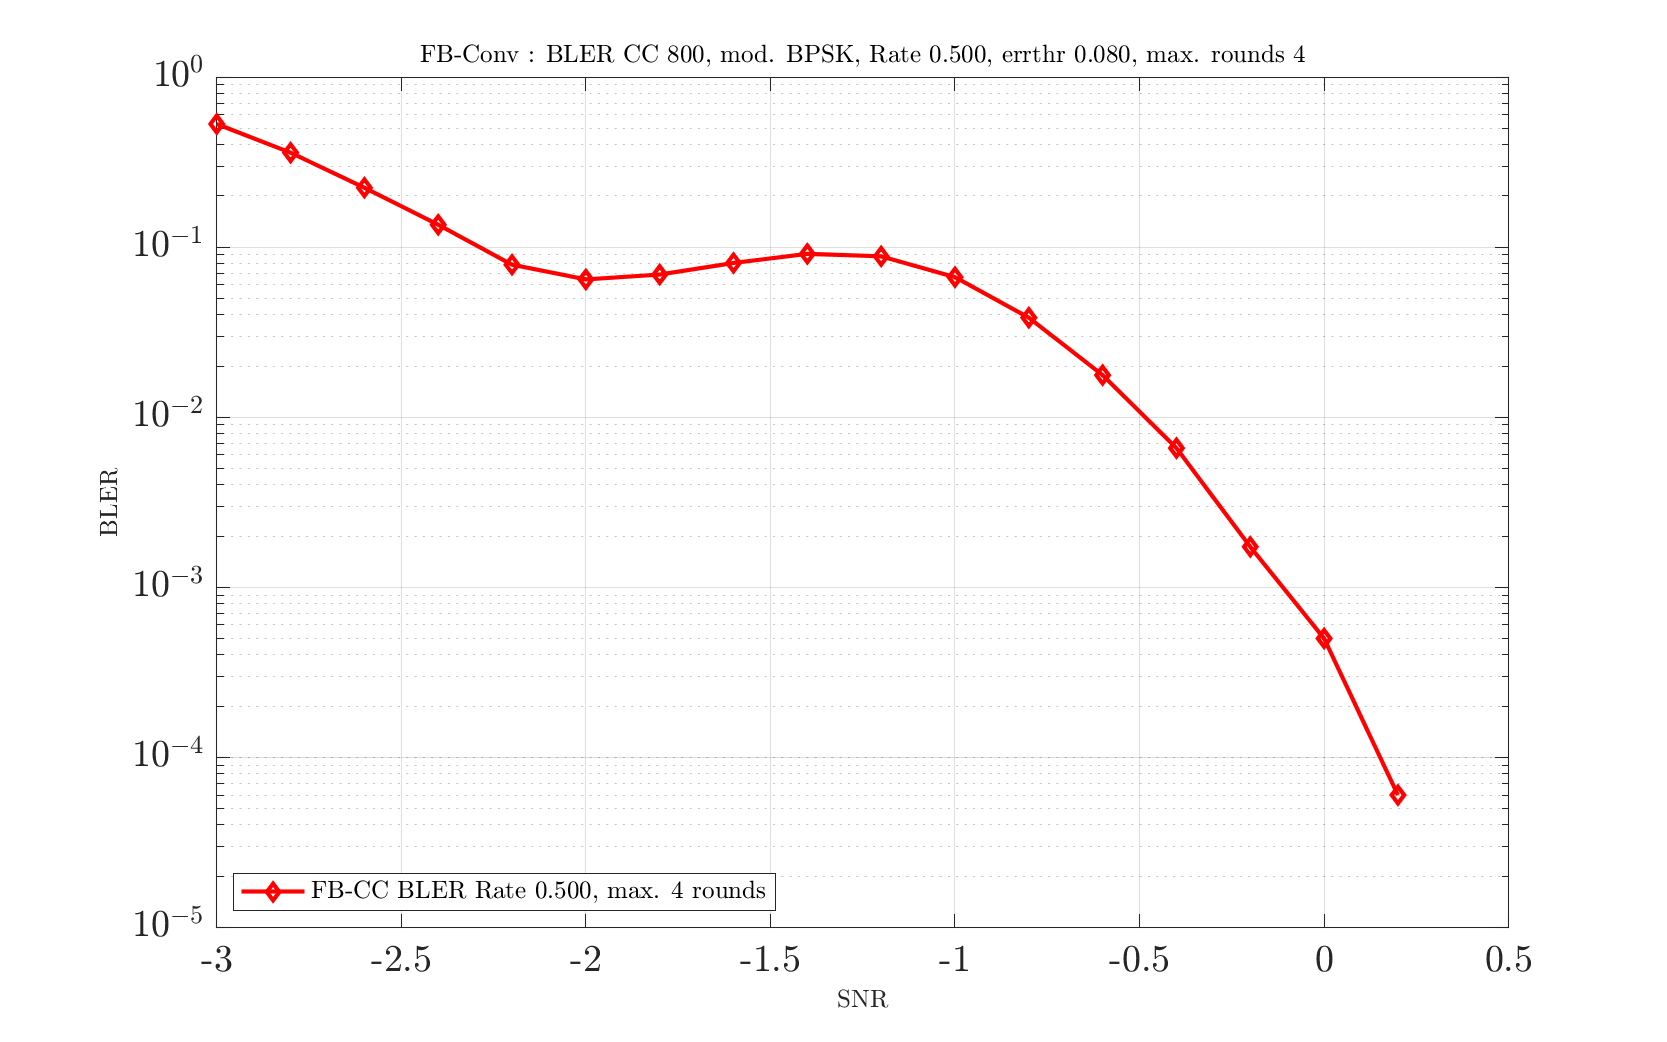 FB-Conv : BLER CC 800, mod. BPSK, Rate 0.500, errthr 0.080, max. rounds 4
10^0
10^{-1}
10^{-2}
10^{-3}
10^{-4}
10^{-5}
BLER
FB-CC BLER Rate 0.500, max. 4 rounds
-3 -2.5 -2 -1.5 -1 -0.5 0 0.5
SNR